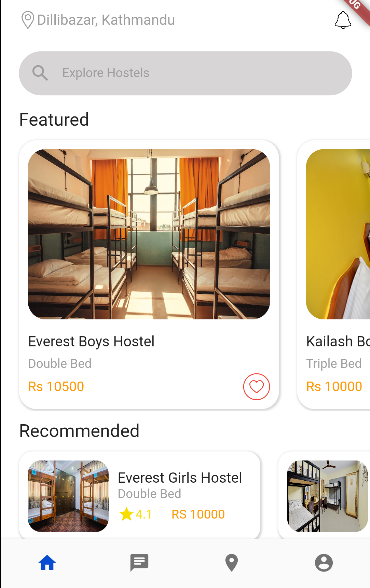 Dillibazar, Kathmandu
Explore Hostels
Featured
Everest Boys Hostel
Double Bed
Rs 10500
Kailash Bo
Triple Bed
Rs 10000
Recommended
Everest Girls Hostel
Double Bed
4.1
RS 10000